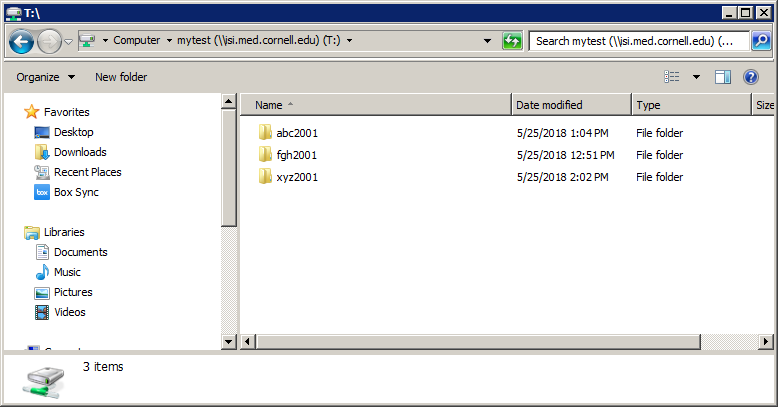 T:\
Computer mytest (\\jsi.med.cornell.edu) (T:) Search mytest (\\jsi.med.cornell.edu) (...
Organize New folder
Favorites
Desktop
Downloads
Recent Places
box Box Sync
Libraries
Documents
Music
Pictures
Videos
Name Date modified Type Size
abc2001 5/25/2018 1:04 PM File folder
fgh2001 5/25/2018 12:51 PM File folder
xyz2001 5/25/2018 2:02 PM File folder
3 items